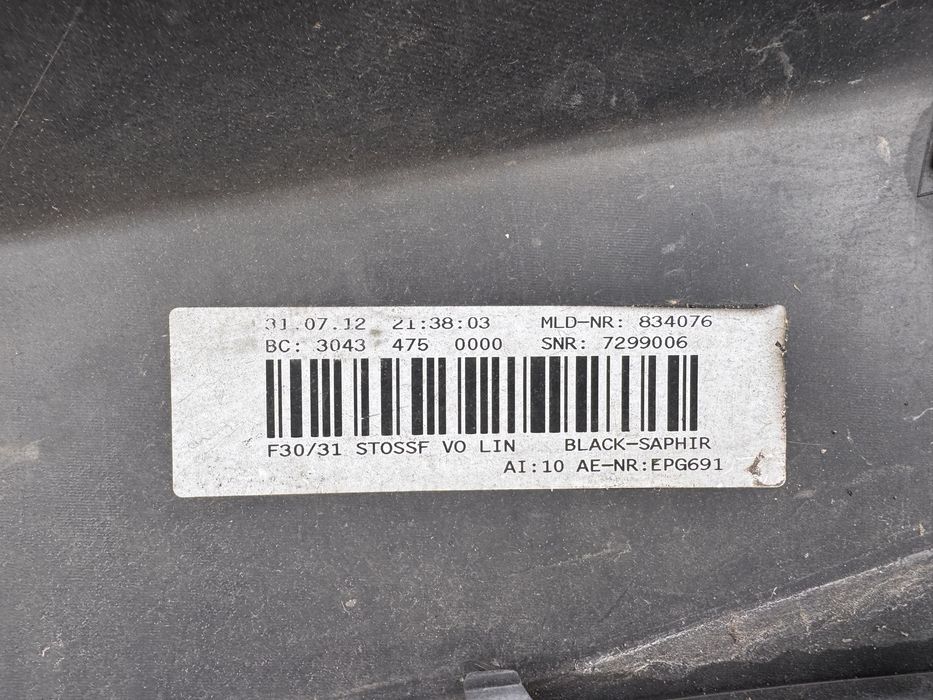 31.07.12 21:38:03 MLD-NR: 834076
BC: 3043 475 0000 SNR: 7299006
F30/31 STOSSF VO LIN BLACK-SAPHIR
AI:10 AE-NR:EPG691